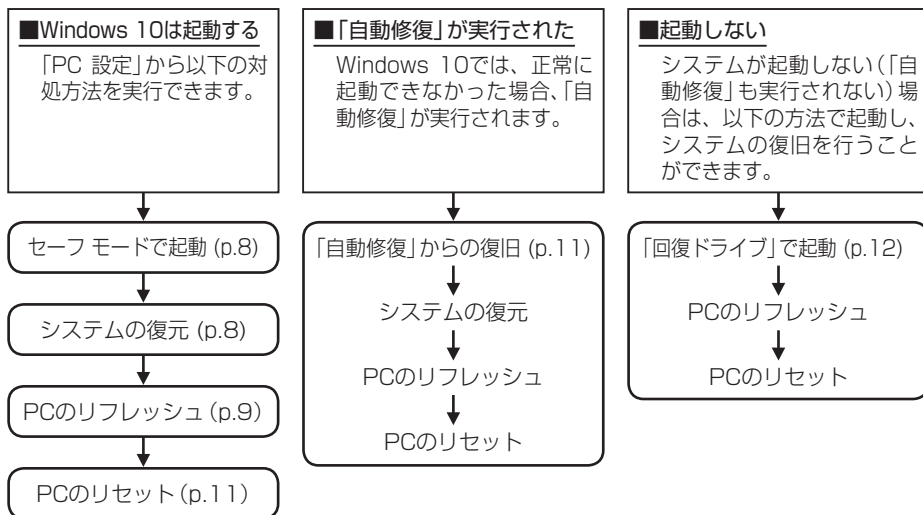 ■Windows 10は起動する
「PC 設定」から以下の対
処方法を実行できます。
セーフ モードで起動 (p.8)
システムの復元 (p.8)
PCのリフレッシュ (p.9)
PCのリセット (p.11)
■「自動修復」が実行された
Windows 10では、正常に
起動できなかった場合、「自
動修復」が実行されます。
「自動修復」からの復旧 (p.11)
システムの復元
PCのリフレッシュ
PCのリセット
■起動しない
システムが起動しない(「自
動修復」も実行されない)場
合は、以下の方法で起動し、
システムの復旧を行うこと
ができます。
「回復ドライブ」で起動 (p.12)
PCのリフレッシュ
PCのリセット